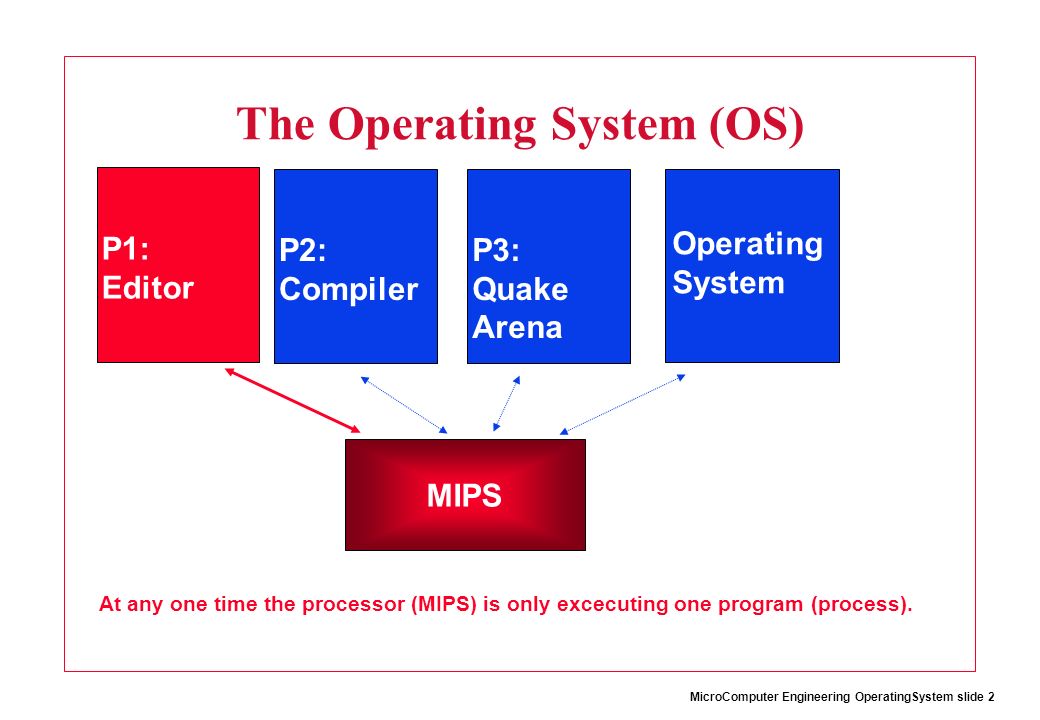 The Operating System (OS)
P1:
Editor
P2:
Compiler
P3:
Quake
Arena
Operating
System
MIPS
At any one time the processor (MIPS) is only excecuting one program (process).
MicroComputer Engineering OperatingSystem slide 2